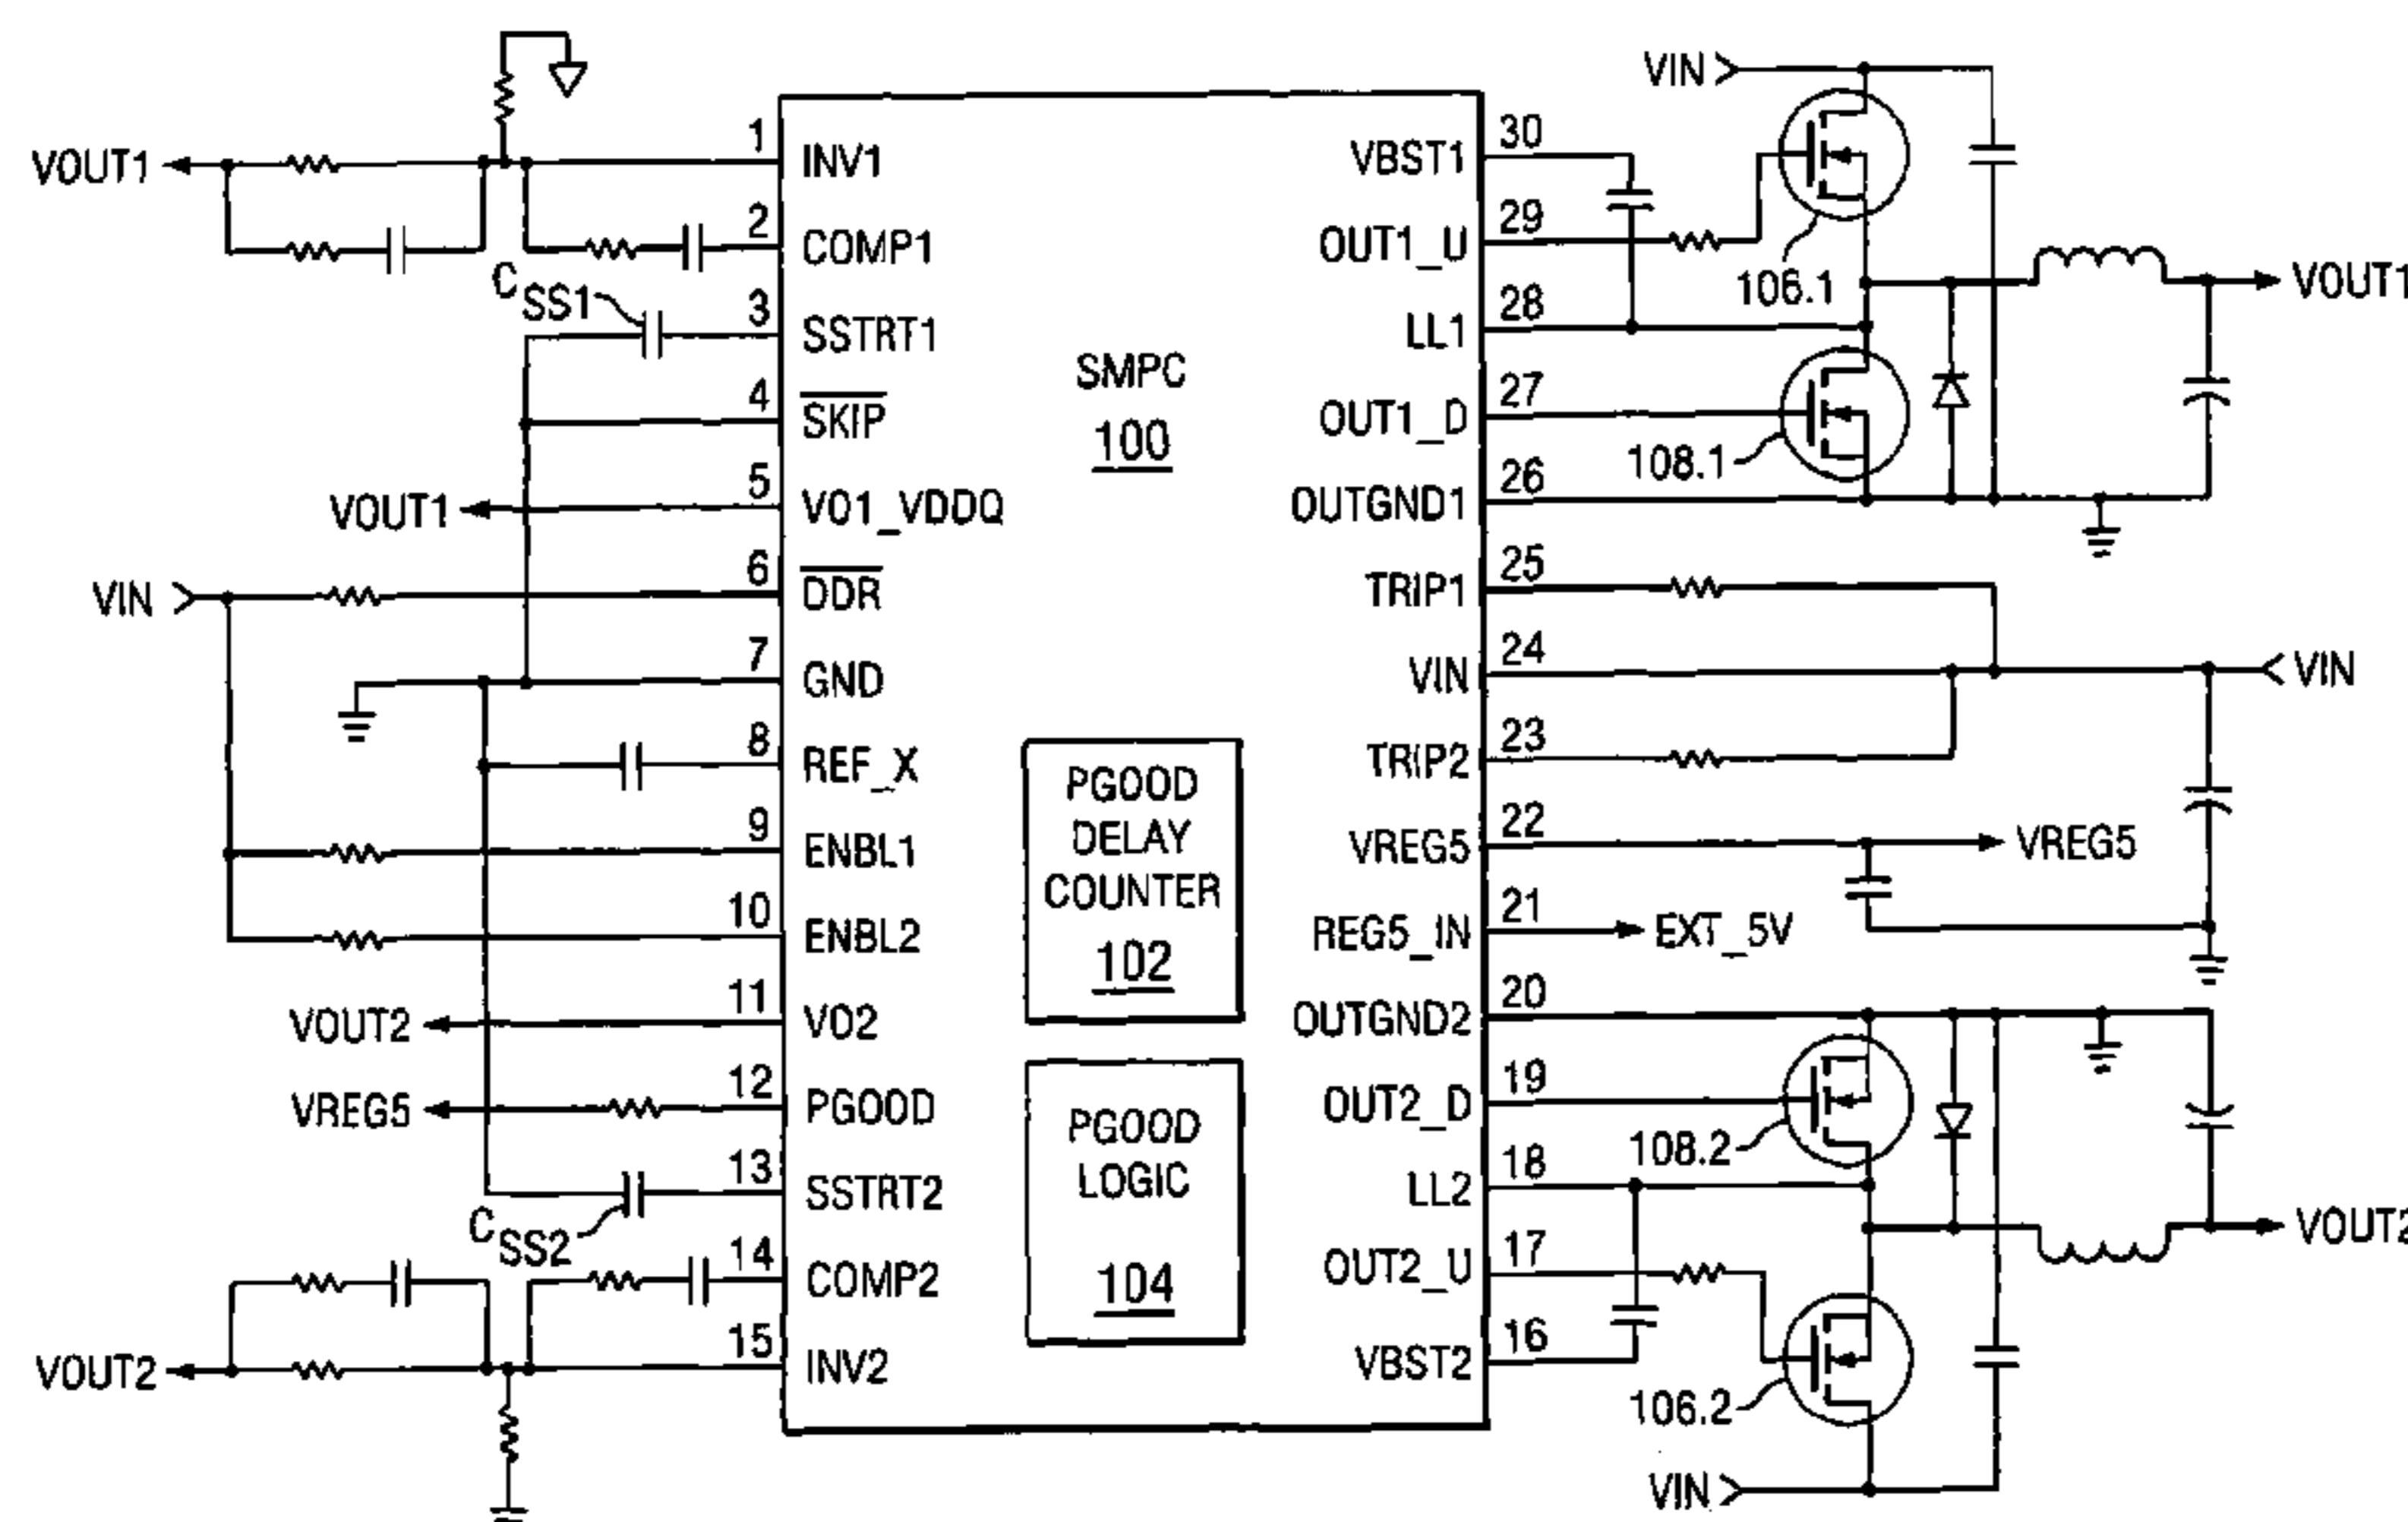 VOUT1
1 INV1
2 COMP1
CSS1
3 SSTRT1
4 SKIP
VOUT1
5 VO1_VDDQ
VIN
6 DDR
7 GND
8 REF_X
9 ENBL1
10 ENBL2
VOUT2
11 VO2
VREG5
12 PGOOD
13 SSTRT2
CSS2
14 COMP2
VOUT2
15 INV2
SMPC
100
PGOOD
DELAY
COUNTER
102
PGOOD
LOGIC
104
VIN
VBST1 30
OUT1_U 29
106.1
VOUT1
LL1 28
OUT1_D 27
108.1
OUTGND1 26
TRIP1 25
VIN 24
VIN
TRIP2 23
VREG5 22
VREG5
REG5_IN 21
EXT_5V
OUTGND2 20
OUT2_D 19
108.2
LL2 18
VOUT2
OUT2_U 17
VBST2 16
106.2
VIN